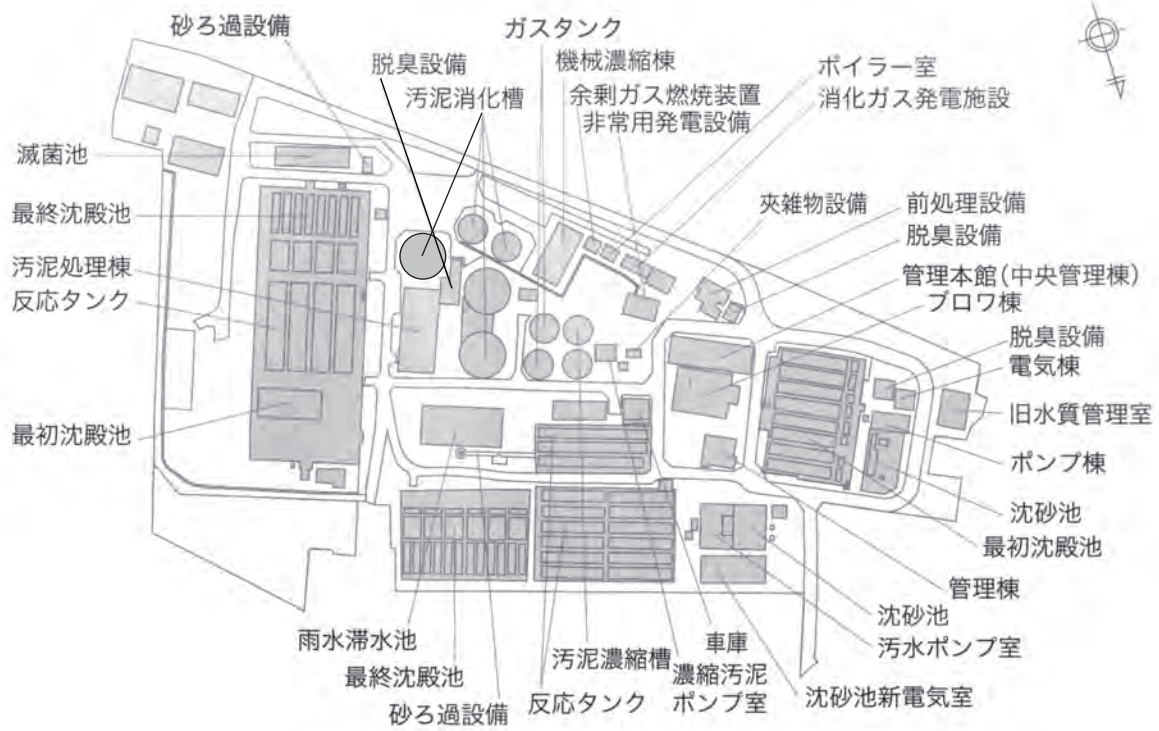 砂ろ過設備
ガスタンク
脱臭設備
機械濃縮棟
ボイラー室
汚泥消化槽
余剰ガス燃焼装置
消化ガス発電施設
非常用発電設備
滅菌池
最終沈殿池
夾雑物設備
前処理設備
脱臭設備
汚泥処理棟
管理本館（中央管理棟）
反応タンク
ブロワ棟
脱臭設備
電気棟
最初沈殿池
旧水質管理室
ポンプ棟
沈砂池
最初沈殿池
管理棟
沈砂池
雨水滞水池
車庫
汚水ポンプ室
最終沈殿池
汚泥濃縮槽
濃縮汚泥
ポンプ室
砂ろ過設備
反応タンク
沈砂池新電気室